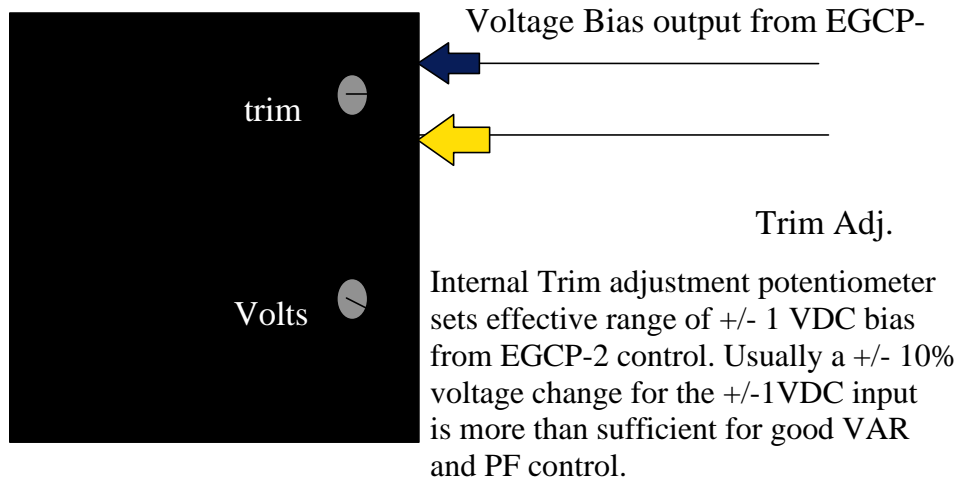 Voltage Bias output from EGCP-
trim
Trim Adj.
Volts
Internal Trim adjustment potentiometer
sets effective range of +/- 1 VDC bias
from EGCP-2 control. Usually a +/- 10%
voltage change for the +/-1VDC input
is more than sufficient for good VAR
and PF control.